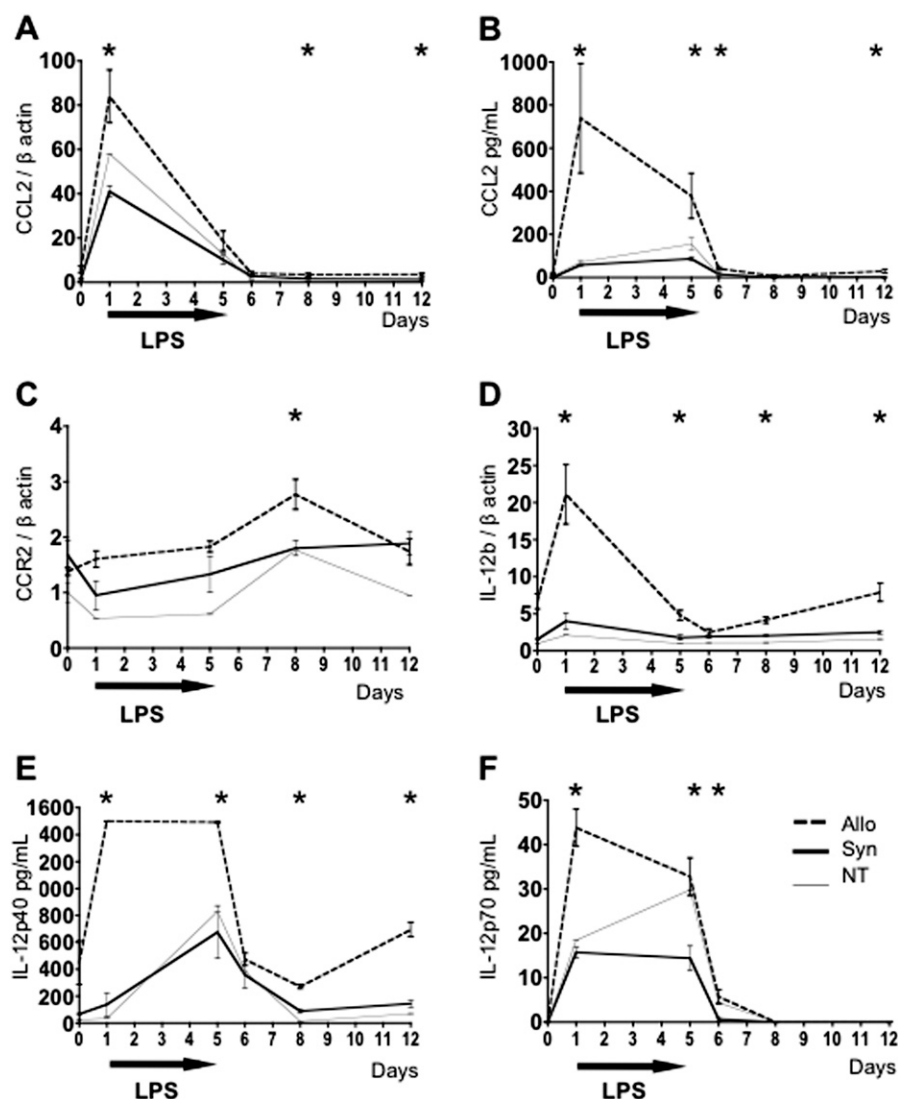 A
* * *
CCL2 / β actin
100
80
60
40
20
0
0 1 2 3 4 5 6 7 8 9 10 11 12
Days
LPS
B
* * * *
CCL2 pg/mL
1000
800
600
400
200
0
0 1 2 3 4 5 6 7 8 9 10 11 12
Days
LPS
C
*
CCR2 / β actin
4
3
2
1
0
0 1 2 3 4 5 6 7 8 9 10 11 12
Days
LPS
D
* * * *
IL-12b / β actin
30
25
20
15
10
5
0
0 1 2 3 4 5 6 7 8 9 10 11 12
Days
LPS
E
* * * *
IL-12p40 pg/mL
1600
1400
1200
000
800
600
400
200
0
0 1 2 3 4 5 6 7 8 9 10 11 12
Days
LPS
F
* * *
IL-12p70 pg/mL
50
40
30
20
10
0
0 1 2 3 4 5 6 7 8 9 10 11 12
Days
LPS
Allo
Syn
NT